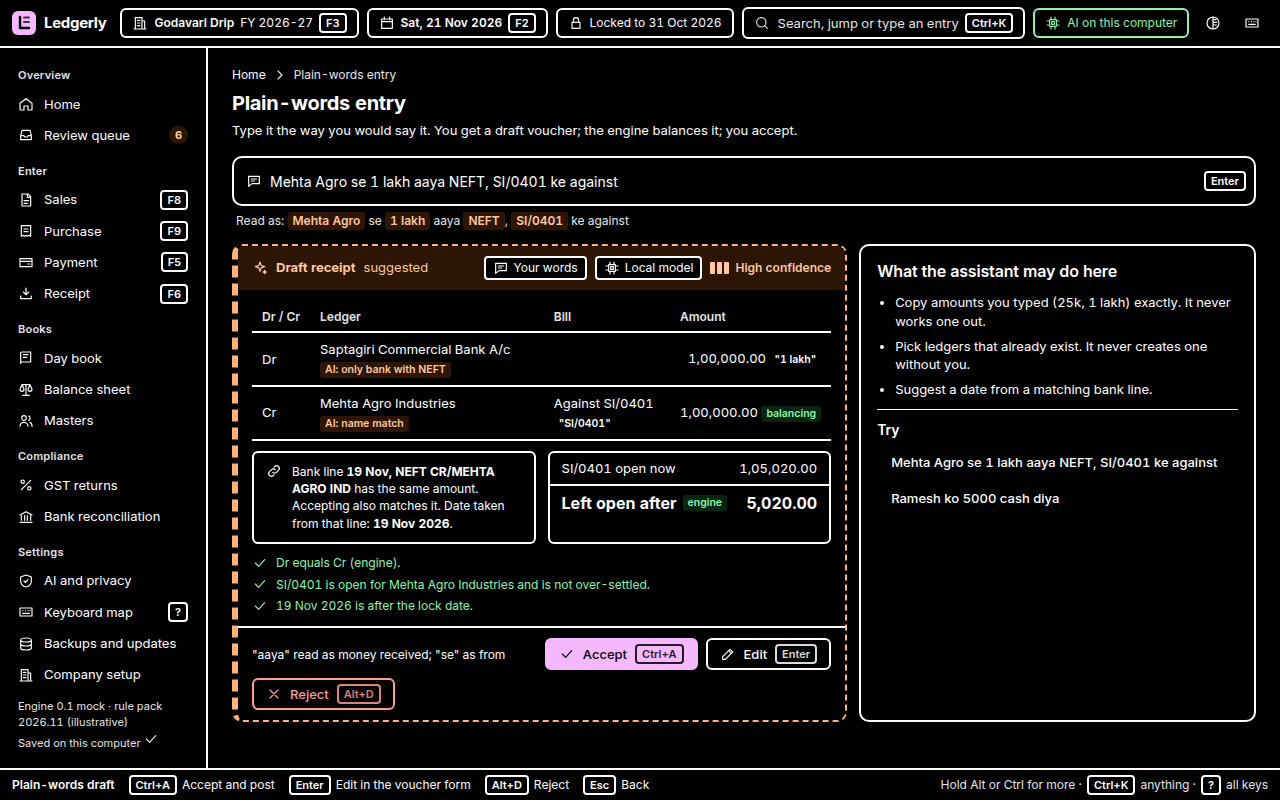 Ledgerly
Godavari Drip FY 2026-27 F3
Sat, 21 Nov 2026 F2
Locked to 31 Oct 2026
Search, jump or type an entry Ctrl+K
AI on this computer
Overview
Home
Review queue 6
Enter
Sales F8
Purchase F9
Payment F5
Receipt F6
Books
Day book
Balance sheet
Masters
Compliance
GST returns
Bank reconciliation
Settings
AI and privacy
Keyboard map ?
Backups and updates
Company setup
Engine 0.1 mock · rule pack
2026.11 (illustrative)
Saved on this computer
Home > Plain-words entry
Plain-words entry
Type it the way you would say it. You get a draft voucher; the engine balances it; you accept.
Mehta Agro se 1 lakh aaya NEFT, SI/0401 ke against Enter
Read as: Mehta Agro se 1 lakh aaya NEFT , SI/0401 ke against
Draft receipt suggested Your words Local model High confidence
Dr / Cr Ledger Bill Amount
Dr Saptagiri Commercial Bank A/c 1,00,000.00 "1 lakh"
AI: only bank with NEFT
Cr Mehta Agro Industries Against SI/0401 1,00,000.00 balancing
AI: name match "SI/0401"
Bank line 19 Nov, NEFT CR/MEHTA
AGRO IND has the same amount.
Accepting also matches it. Date taken
from that line: 19 Nov 2026.
SI/0401 open now 1,05,020.00
Left open after engine 5,020.00
Dr equals Cr (engine).
SI/0401 is open for Mehta Agro Industries and is not over-settled.
19 Nov 2026 is after the lock date.
"aaya" read as money received; "se" as from
Accept Ctrl+A
Edit Enter
Reject Alt+D
What the assistant may do here
• Copy amounts you typed (25k, 1 lakh) exactly. It never
works one out.
• Pick ledgers that already exist. It never creates one
without you.
• Suggest a date from a matching bank line.
Try
Mehta Agro se 1 lakh aaya NEFT, SI/0401 ke against
Ramesh ko 5000 cash diya
Plain-words draft Ctrl+A Accept and post Enter Edit in the voucher form Alt+D Reject Esc Back
Hold Alt or Ctrl for more · Ctrl+K anything · ? all keys